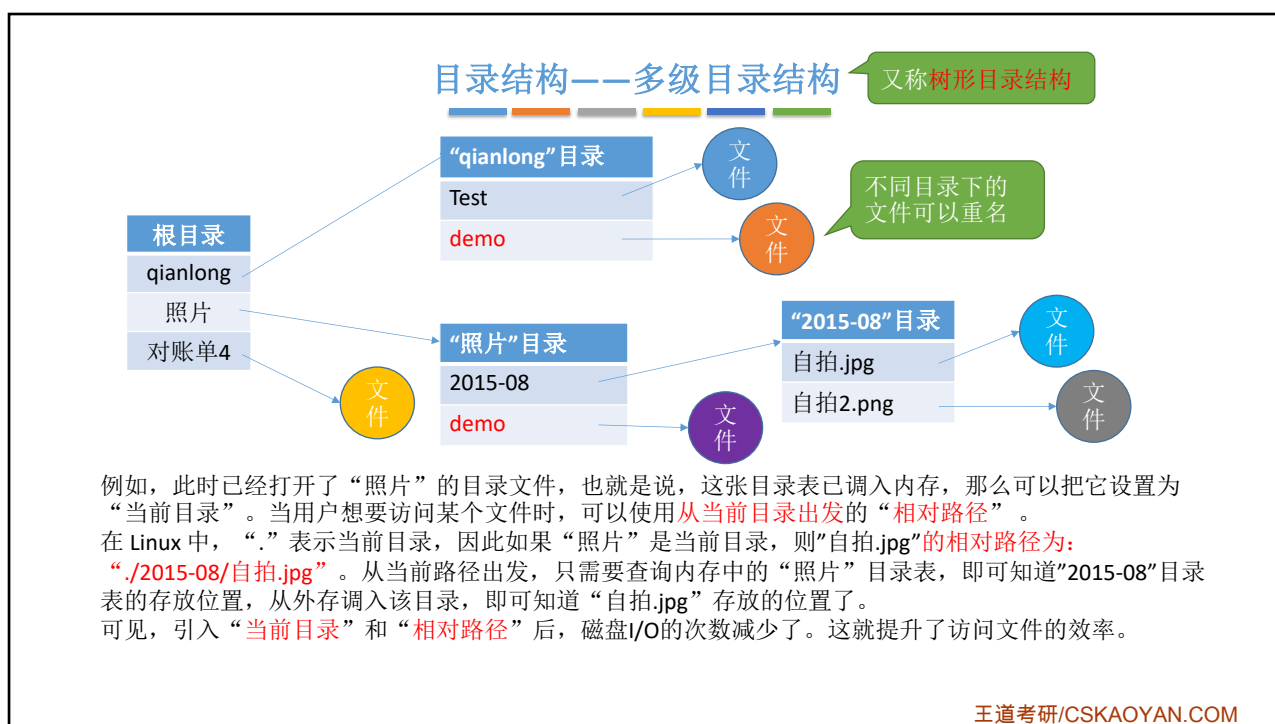 目录结构——多级目录结构
又称树形目录结构
“qianlong”目录
Test
demo
文
件
文
件
不同目录下的
文件可以重名
根目录
qianlong
照片
对账单4
文
件
“照片”目录
2015-08
demo
文
件
“2015-08”目录
自拍.jpg
自拍2.png
文
件
文
件
例如，此时已经打开了“照片”的目录文件，也就是说，这张目录表已调入内存，那么可以把它设置为
“当前目录”。当用户想要访问某个文件时，可以使用从当前目录出发的“相对路径” 。
在 Linux 中，“.”表示当前目录，因此如果“照片”是当前目录，则”自拍.jpg”的相对路径为：
“./2015-08/自拍.jpg”。从当前路径出发，只需要查询内存中的“照片”目录表，即可知道”2015-08”目录
表的存放位置，从外存调入该目录，即可知道“自拍.jpg”存放的位置了。
可见，引入“当前目录”和“相对路径”后，磁盘I/O的次数减少了。这就提升了访问文件的效率。
王道考研/CSKAOYAN.COM